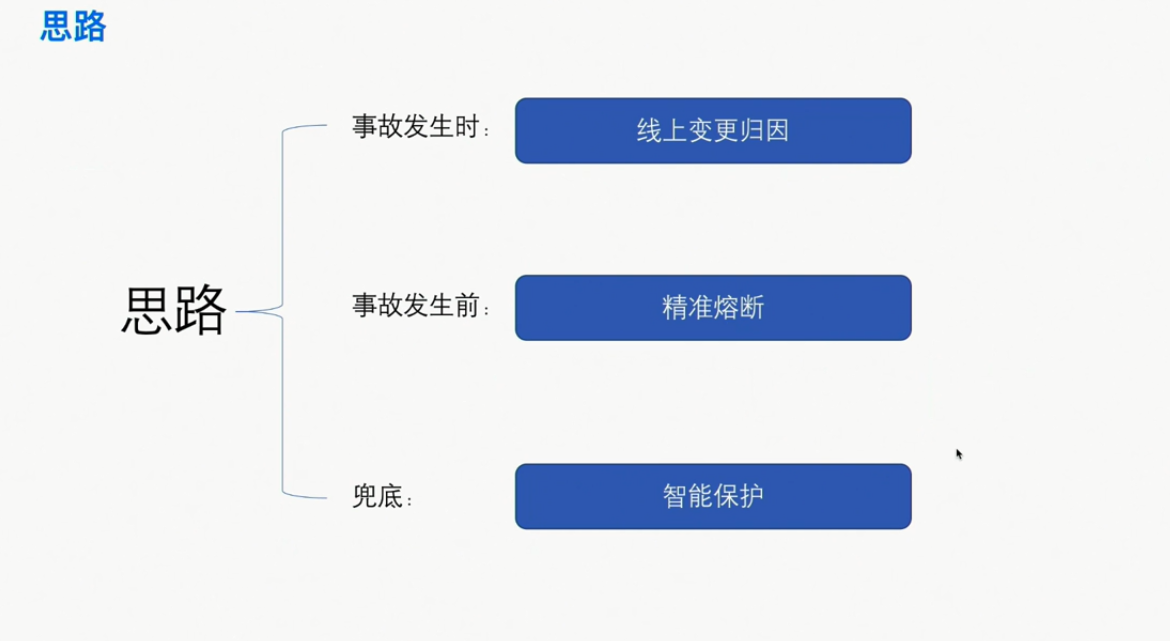 思路
思路
事故发生时：
线上变更归因
事故发生前：
精准熔断
兜底：
智能保护